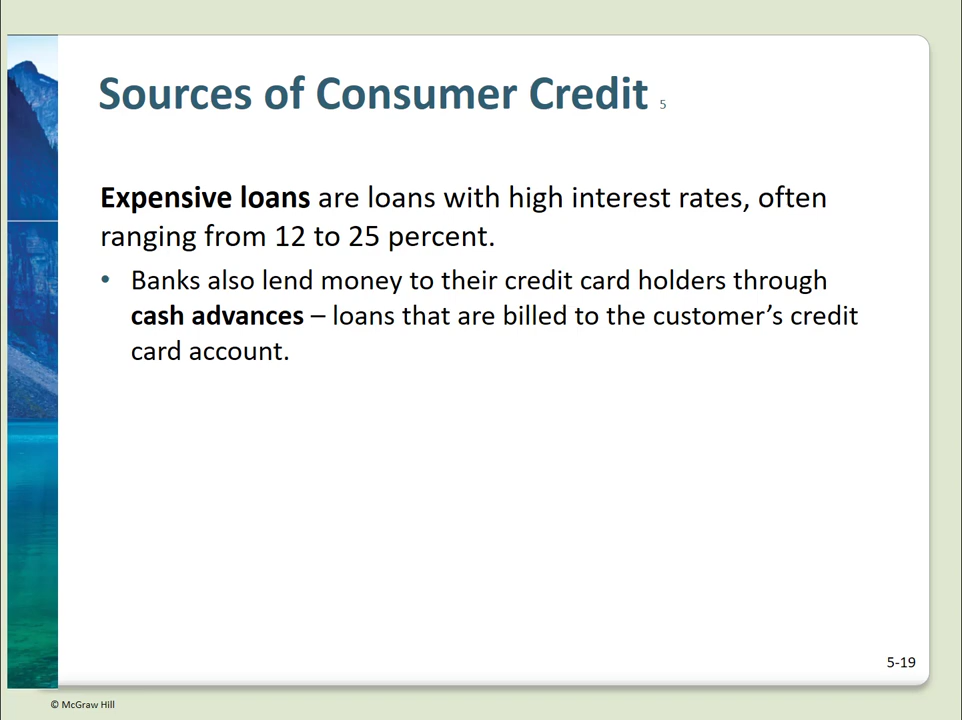 Sources of Consumer Credit 5
Expensive loans are loans with high interest rates, often
ranging from 12 to 25 percent.
• Banks also lend money to their credit card holders through
cash advances – loans that are billed to the customer’s credit
card account.
5-19
© McGraw Hill